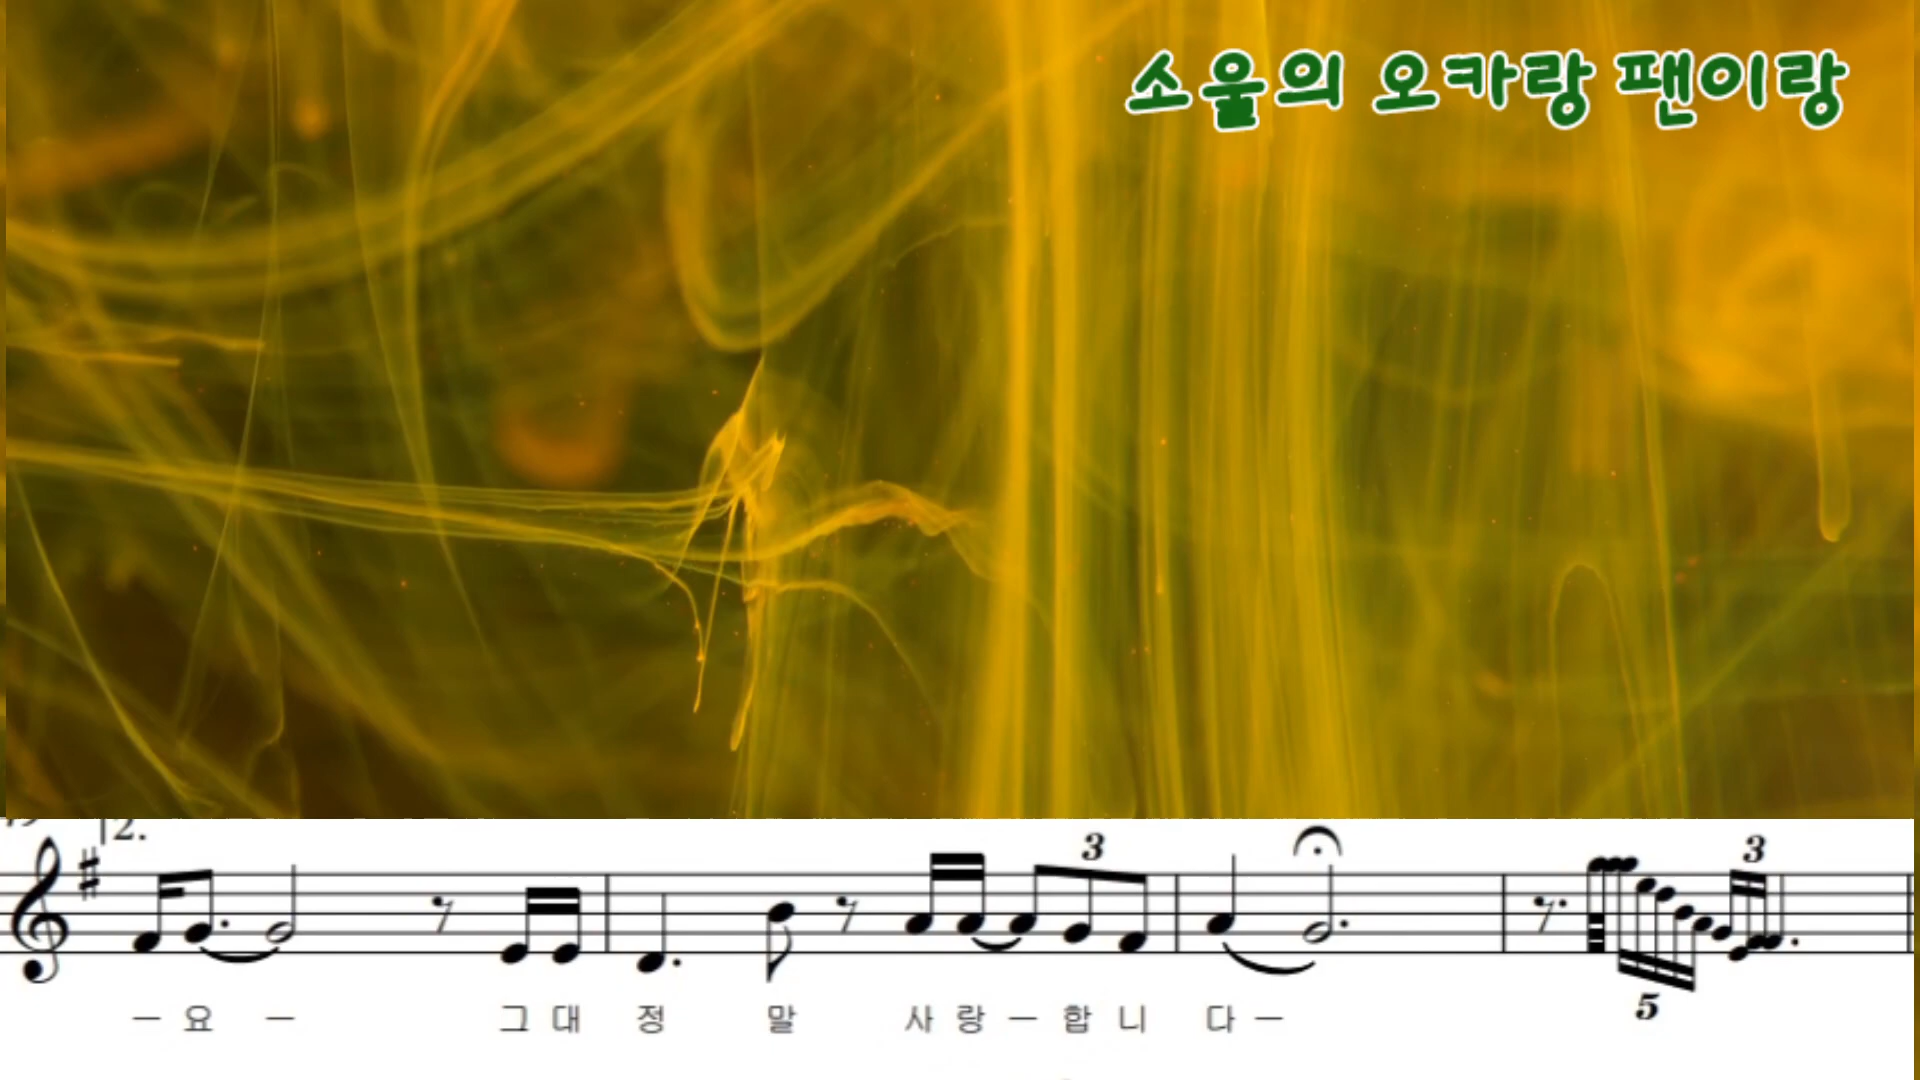 소울의 오카랑 팬이랑
12.
3
3
5
– 요 – 그 대 정 말 사 랑 – 합 니 다 –